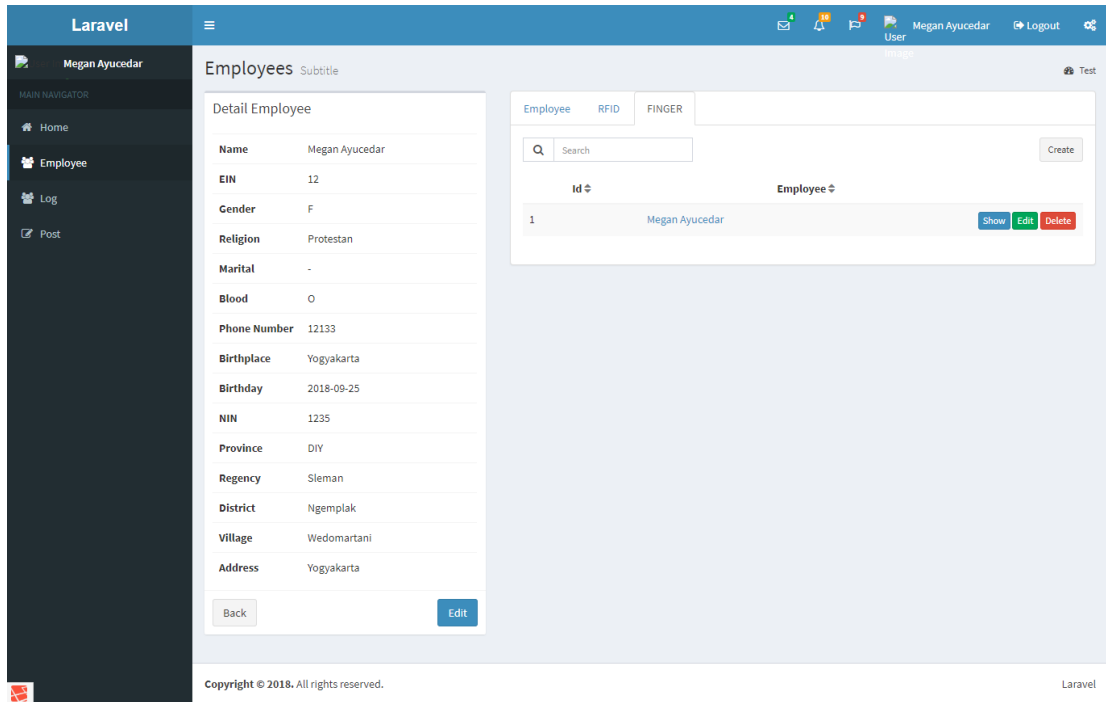 Laravel
4
10
9
User Image
Megan Ayucedar
Logout
Megan Ayucedar
MAIN NAVIGATOR
Home
Employee
Log
Post
Employees Subtitle
Test
Detail Employee
Name Megan Ayucedar
EIN 12
Gender F
Religion Protestan
Marital -
Blood O
Phone Number 12133
Birthplace Yogyakarta
Birthday 2018-09-25
NIN 1235
Province DIY
Regency Sleman
District Ngemplak
Village Wedomartani
Address Yogyakarta
Back Edit
Employee RFID FINGER
Search Create
Id Employee
1 Megan Ayucedar Show Edit Delete
Copyright © 2018. All rights reserved.
Laravel